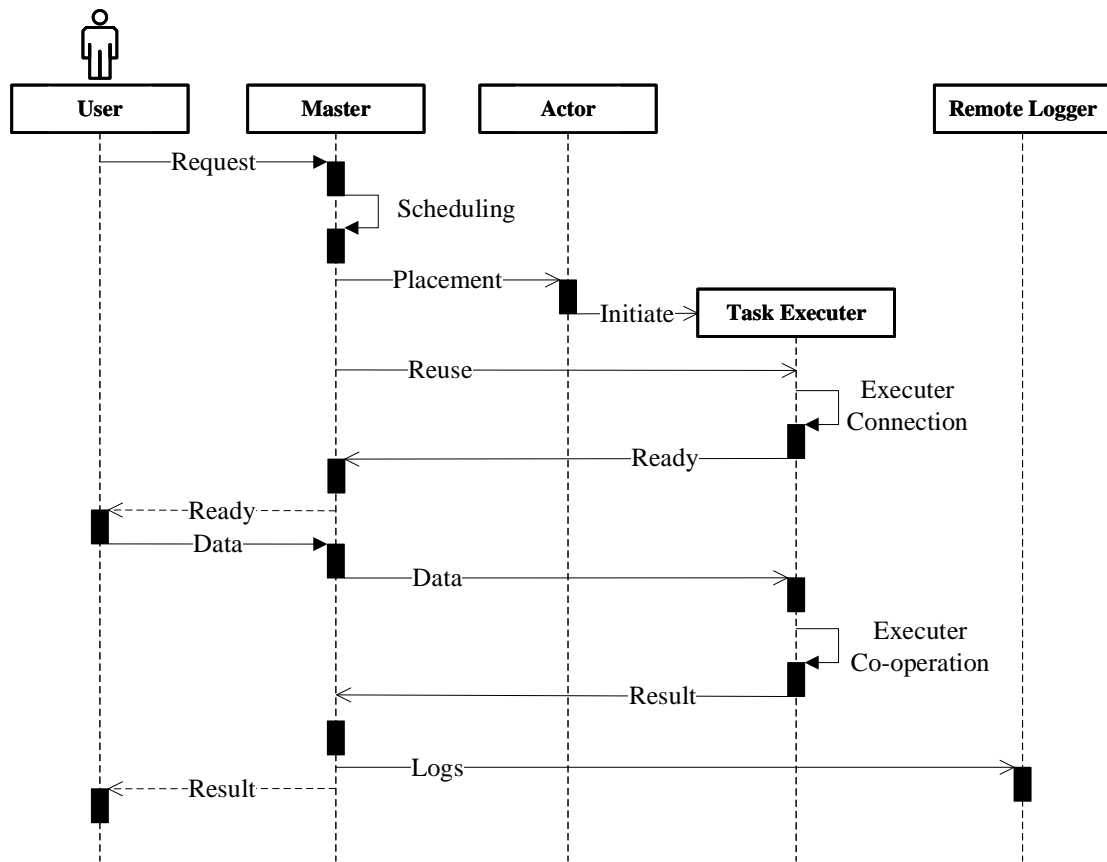 User
Master
Actor
Remote Logger
Request
Scheduling
Placement
Initiate
Task Executer
Reuse
Executer
Connection
Ready
Ready
Data
Data
Executer
Co-operation
Result
Logs
Result